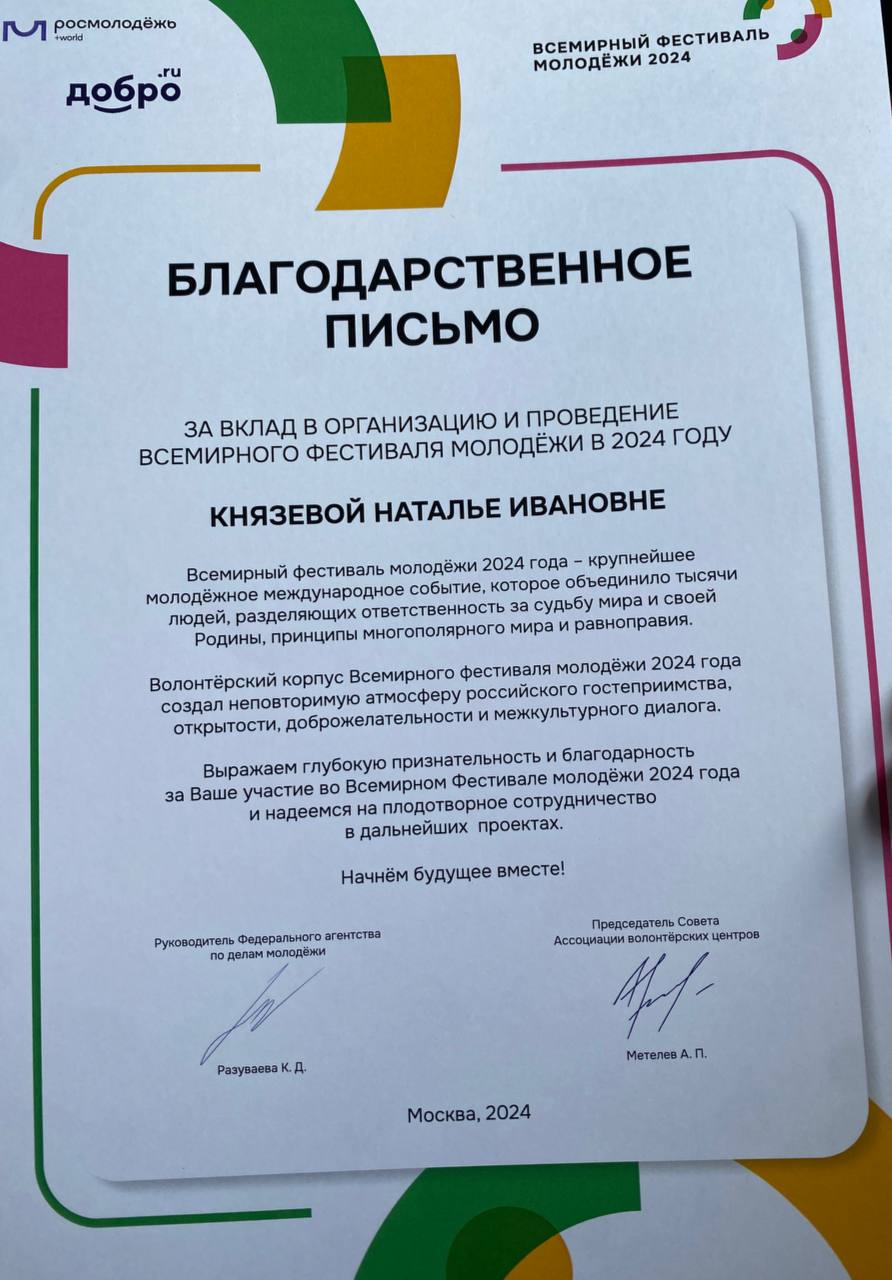 росмолодёжь
+world
добро.ru
ВСЕМИРНЫЙ ФЕСТИВАЛЬ
МОЛОДЁЖИ 2024
БЛАГОДАРСТВЕННОЕ
ПИСЬМО
ЗА ВКЛАД В ОРГАНИЗАЦИЮ И ПРОВЕДЕНИЕ
ВСЕМИРНОГО ФЕСТИВАЛЯ МОЛОДЁЖИ В 2024 ГОДУ
КНЯЗЕВОЙ НАТАЛЬЕ ИВАНОВНЕ
Всемирный фестиваль молодёжи 2024 года – крупнейшее
молодёжное международное событие, которое объединило тысячи
людей, разделяющих ответственность за судьбу мира и своей
Родины, принципы многополярного мира и равноправия.
Волонтёрский корпус Всемирного фестиваля молодёжи 2024 года
создал неповторимую атмосферу российского гостеприимства,
открытости, доброжелательности и межкультурного диалога.
Выражаем глубокую признательность и благодарность
за Ваше участие во Всемирном Фестивале молодёжи 2024 года
и надеемся на плодотворное сотрудничество
в дальнейших проектах.
Начнём будущее вместе!
Руководитель Федерального агентства
по делам молодёжи
Разуваева К. Д.
Председатель Совета
Ассоциации волонтёрских центров
Метелев А. П.
Москва, 2024